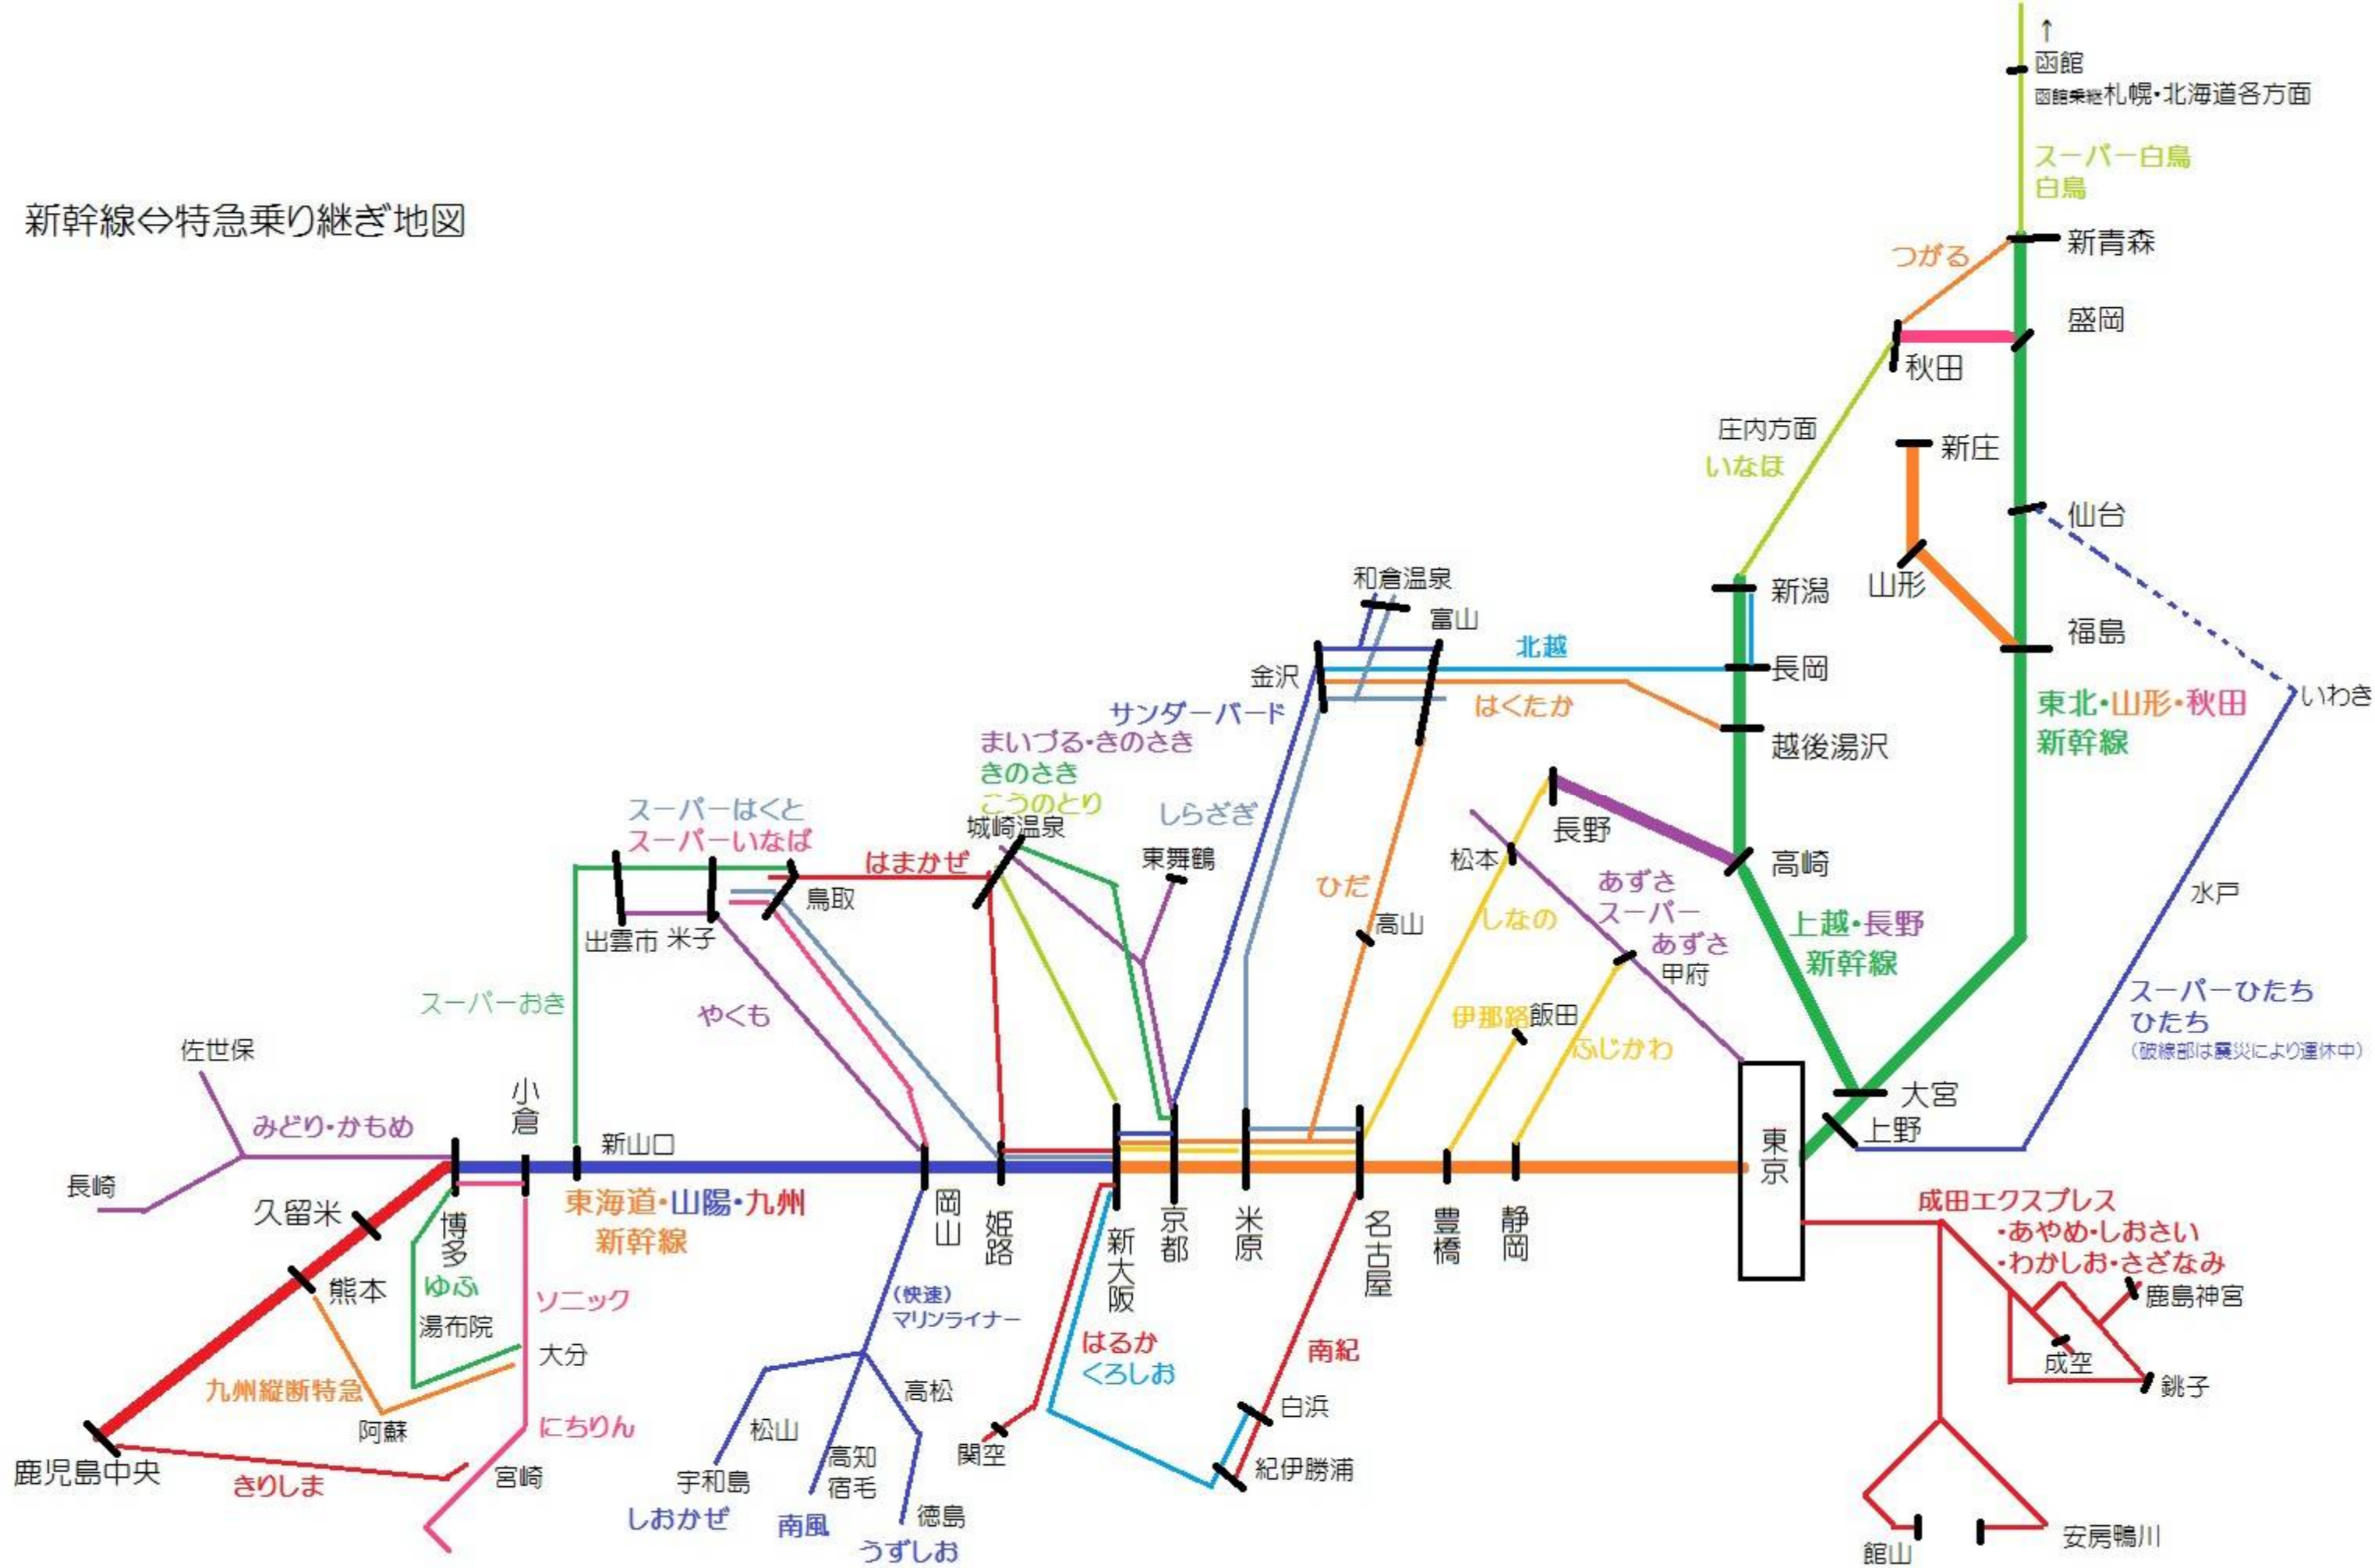 ↑
函館
函館乗継札幌・北海道各方面
スーパー白鳥
白鳥
新幹線⇔特急乗り継ぎ地図
つがる
新青森
盛岡
秋田
庄内方面
いなほ
新庄
仙台
山形
福島
新潟
長岡
越後湯沢
東北・山形・秋田
新幹線
いわき
和倉温泉
富山
金沢
北越
はくたか
サンダーバード
まいづる・きのさき
きのさき
こうのとり
城崎温泉
しらさぎ
東舞鶴
スーパーはくと
スーパーいなば
はまかぜ
鳥取
出雲市
米子
スーパーおき
やくも
ひだ
高山
長野
松本
しなの
あずさ
スーパー
あずさ
甲府
高崎
上越・長野
新幹線
水戸
伊那路
飯田
ふじかわ
スーパーひたち
ひたち
（破線部は震災により運休中）
大宮
上野
東京
佐世保
みどり・かもめ
長崎
小倉
新山口
博多
久留米
熊本
東海道・山陽・九州
新幹線
岡山
姫路
新大阪
京都
米原
名古屋
豊橋
静岡
ゆふ
湯布院
ソニック
大分
九州縦断特急
阿蘇
にちりん
鹿児島中央
きりしま
宮崎
（快速）
マリンライナー
松山
宇和島
しおかぜ
高知
宿毛
南風
高松
徳島
うずしお
はるか
くろしお
関空
南紀
白浜
紀伊勝浦
成田エクスプレス
・あやめ・しおさい
・わかしお・さざなみ
鹿島神宮
成空
銚子
館山
安房鴨川